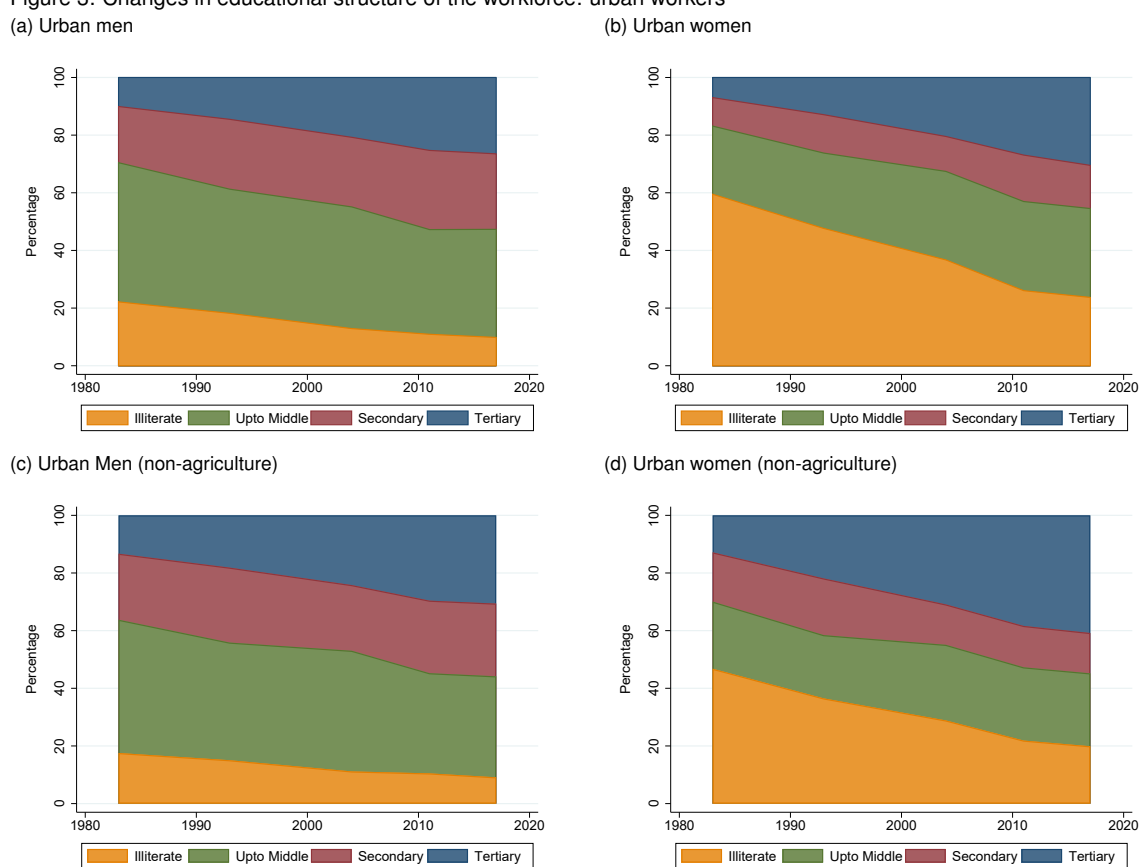 Figure 3: Changes in educational structure of the workforce: urban workers
(a) Urban men
(b) Urban women
Percentage
0 20 40 60 80 100
1980 1990 2000 2010 2020
Illiterate Upto Middle Secondary Tertiary
Percentage
0 20 40 60 80 100
1980 1990 2000 2010 2020
Illiterate Upto Middle Secondary Tertiary
(c) Urban Men (non-agriculture)
(d) Urban women (non-agriculture)
Percentage
0 20 40 60 80 100
1980 1990 2000 2010 2020
Illiterate Upto Middle Secondary Tertiary
Percentage
0 20 40 60 80 100
1980 1990 2000 2010 2020
Illiterate Upto Middle Secondary Tertiary